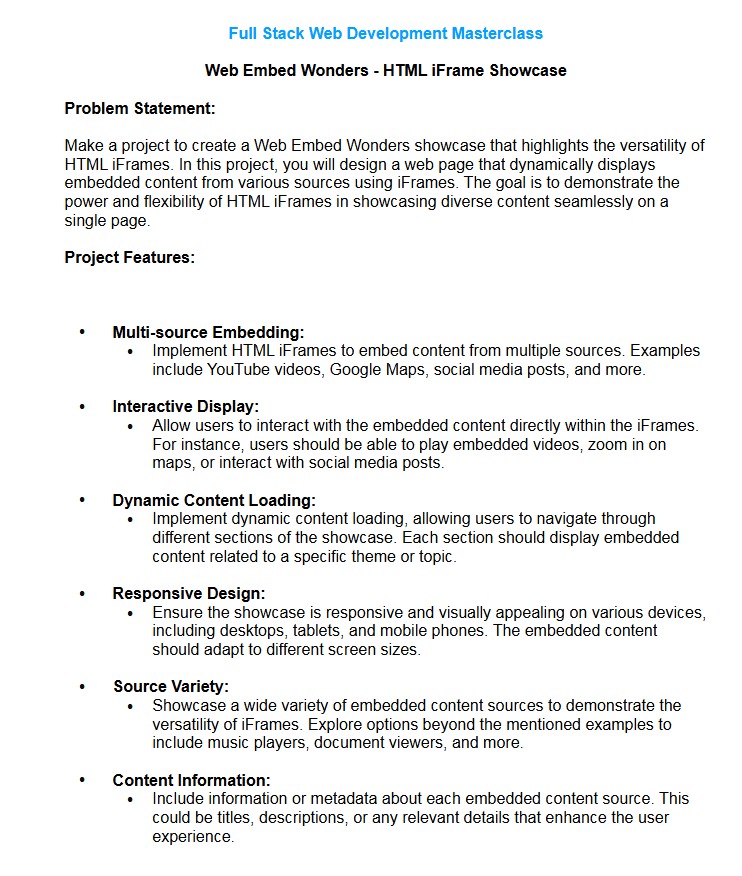 Full Stack Web Development Masterclass
Web Embed Wonders - HTML iFrame Showcase
Problem Statement:
Make a project to create a Web Embed Wonders showcase that highlights the versatility of
HTML iFrames. In this project, you will design a web page that dynamically displays
embedded content from various sources using iFrames. The goal is to demonstrate the
power and flexibility of HTML iFrames in showcasing diverse content seamlessly on a
single page.
Project Features:
• Multi-source Embedding:
• Implement HTML iFrames to embed content from multiple sources. Examples
include YouTube videos, Google Maps, social media posts, and more.
• Interactive Display:
• Allow users to interact with the embedded content directly within the iFrames.
For instance, users should be able to play embedded videos, zoom in on
maps, or interact with social media posts.
• Dynamic Content Loading:
• Implement dynamic content loading, allowing users to navigate through
different sections of the showcase. Each section should display embedded
content related to a specific theme or topic.
• Responsive Design:
• Ensure the showcase is responsive and visually appealing on various devices,
including desktops, tablets, and mobile phones. The embedded content
should adapt to different screen sizes.
• Source Variety:
• Showcase a wide variety of embedded content sources to demonstrate the
versatility of iFrames. Explore options beyond the mentioned examples to
include music players, document viewers, and more.
• Content Information:
• Include information or metadata about each embedded content source. This
could be titles, descriptions, or any relevant details that enhance the user
experience.